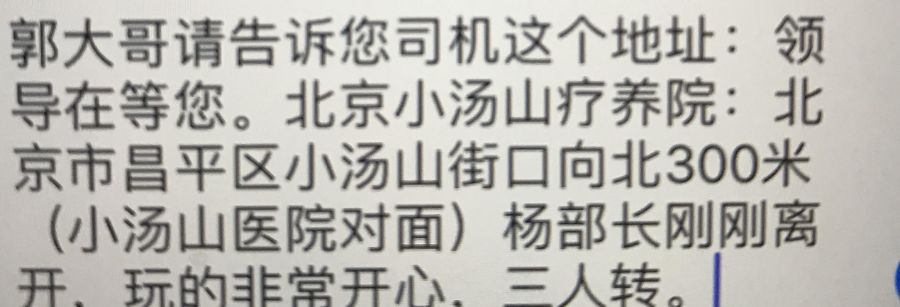 郭大哥请告诉您司机这个地址：领
导在等您。北京小汤山疗养院：北
京市昌平区小汤山街口向北300米
（小汤山医院对面）杨部长刚刚离
开，玩的非常开心，三人转。